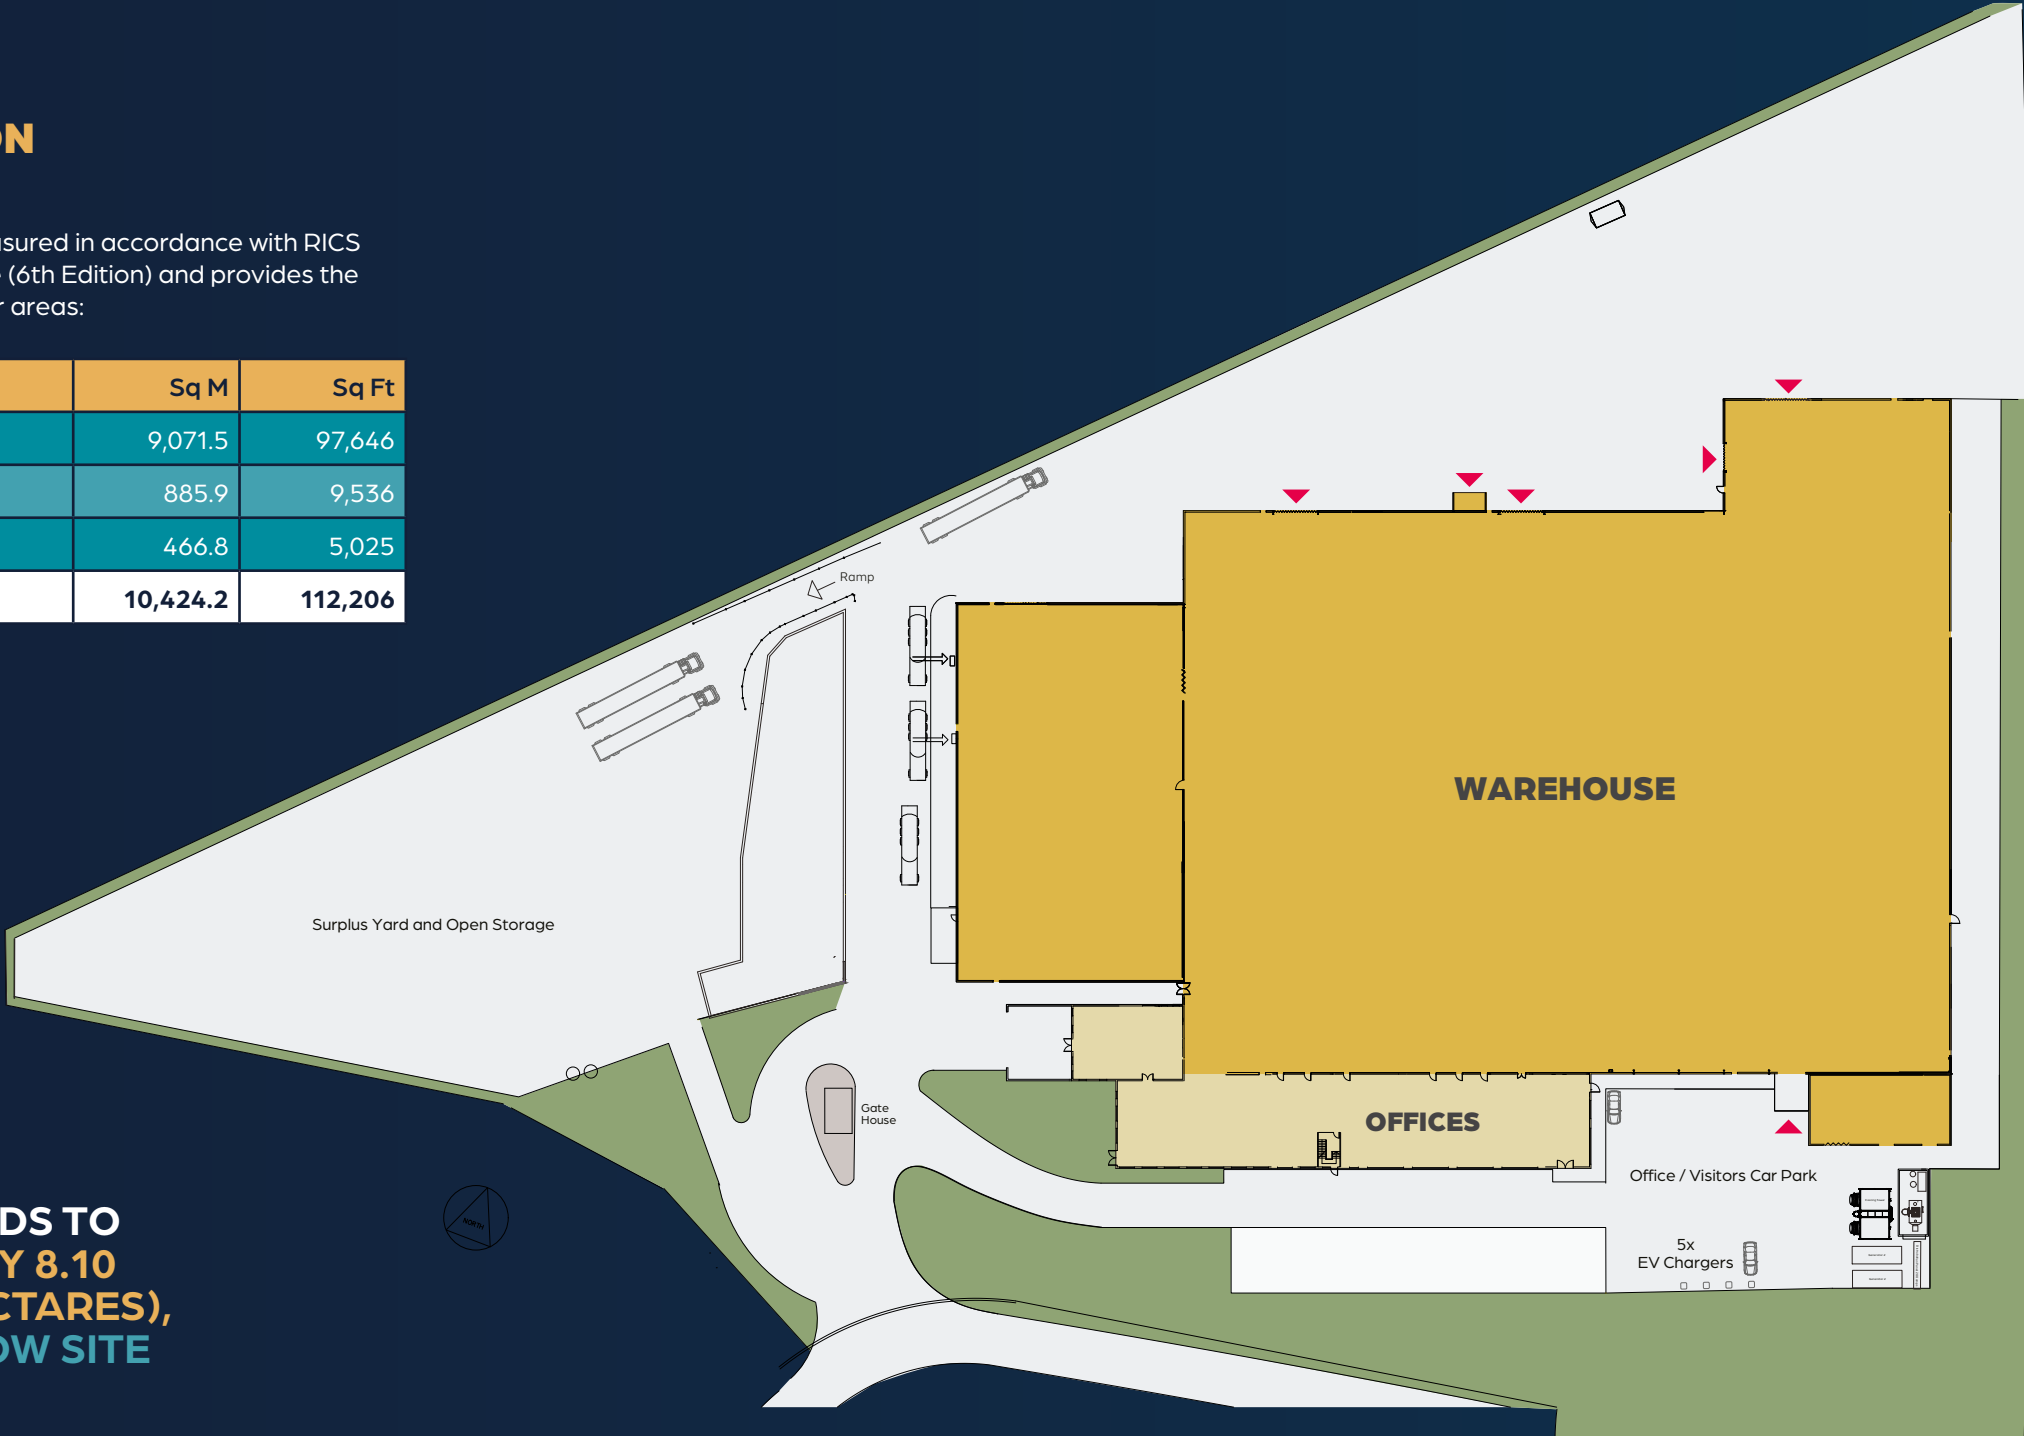 ON
sured in accordance with RICS
(6th Edition) and provides the
areas:
Sq M Sq Ft
9,071.5 97,646
885.9 9,536
466.8 5,025
10,424.2 112,206
Ramp
WAREHOUSE
Surplus Yard and Open Storage
Gate
House
OFFICES
Office / Visitors Car Park
NORTH
5x
EV Chargers
DS TO
Y 8.10
CTARES),
OW SITE